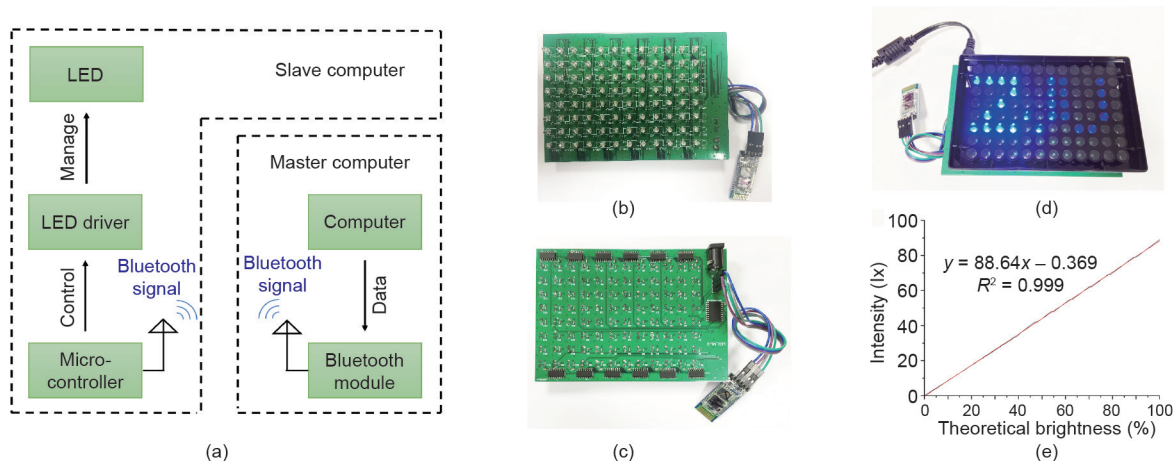 LED
Slave computer
Manage
Master computer
LED driver
Computer
Control
Bluetooth
signal
Bluetooth
signal
Data
Micro-
controller
Bluetooth
module
(a)
(b)
(c)
(d)
100
80
60
40
20
0
Intensity (lx)
y = 88.64x – 0.369
R² = 0.999
0 20 40 60 80 100
Theoretical brightness (%)
(e)